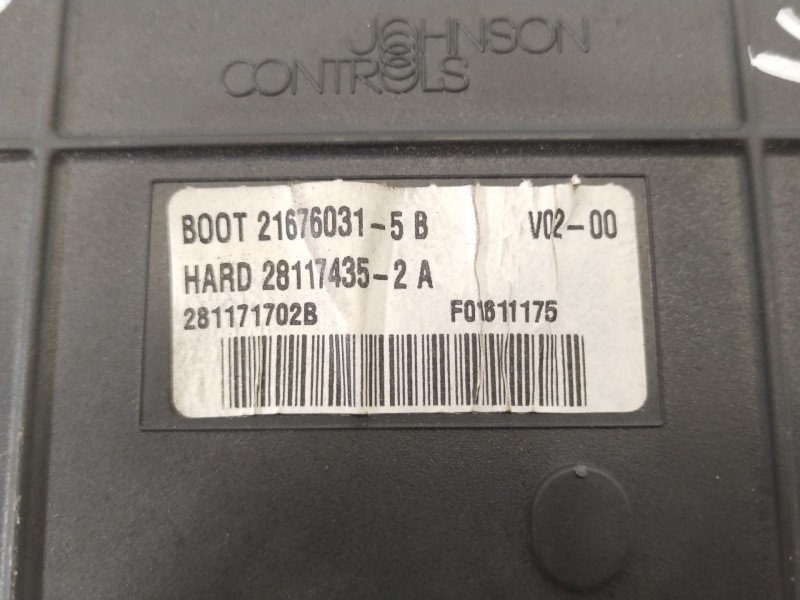 JOHNSON
CONTROLS
BOOT 21676031-5 B V02-00
HARD 28117435-2 A
281171702B F01611175